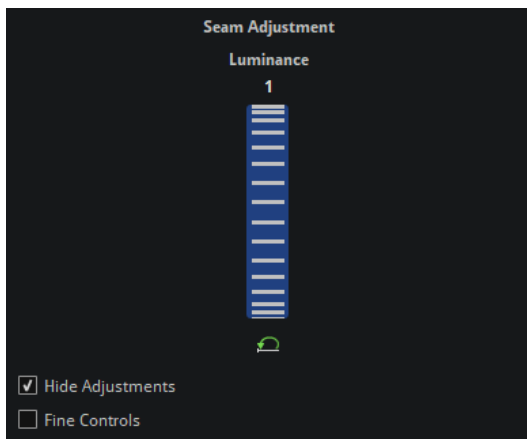 Seam Adjustment
Luminance
1
Hide Adjustments
Fine Controls